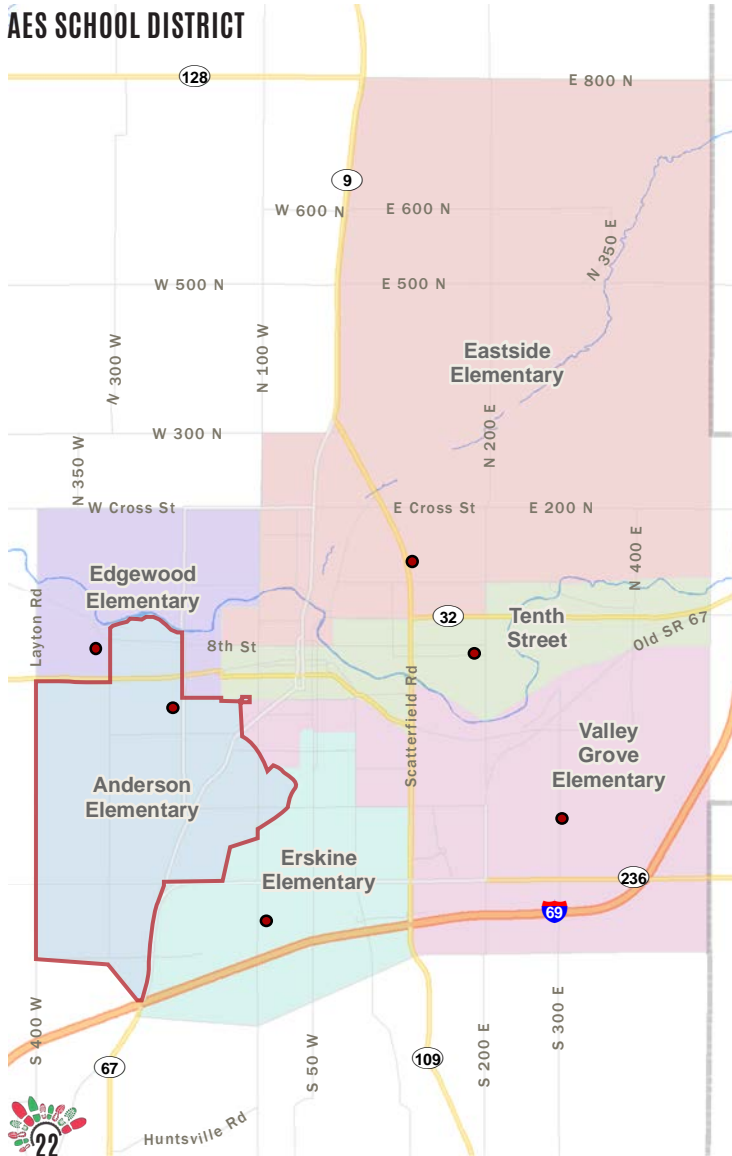 AES SCHOOL DISTRICT
128
E 800 N
9
W 600 N
E 600 N
N 350 E
W 500 N
E 500 N
N 300 W
N 100 W
Eastside
Elementary
N 200 E
W 300 N
N 350 W
W Cross St
E Cross St
E 200 N
N 400 E
Edgewood
Elementary
Layton Rd
32
Tenth
Street
8th St
Old SR 67
Scatterfield Rd
Valley
Grove
Elementary
Anderson
Elementary
Erskine
Elementary
236
69
S 400 W
S 50 W
S 200 E
S 300 E
67
109
Huntsville Rd
22